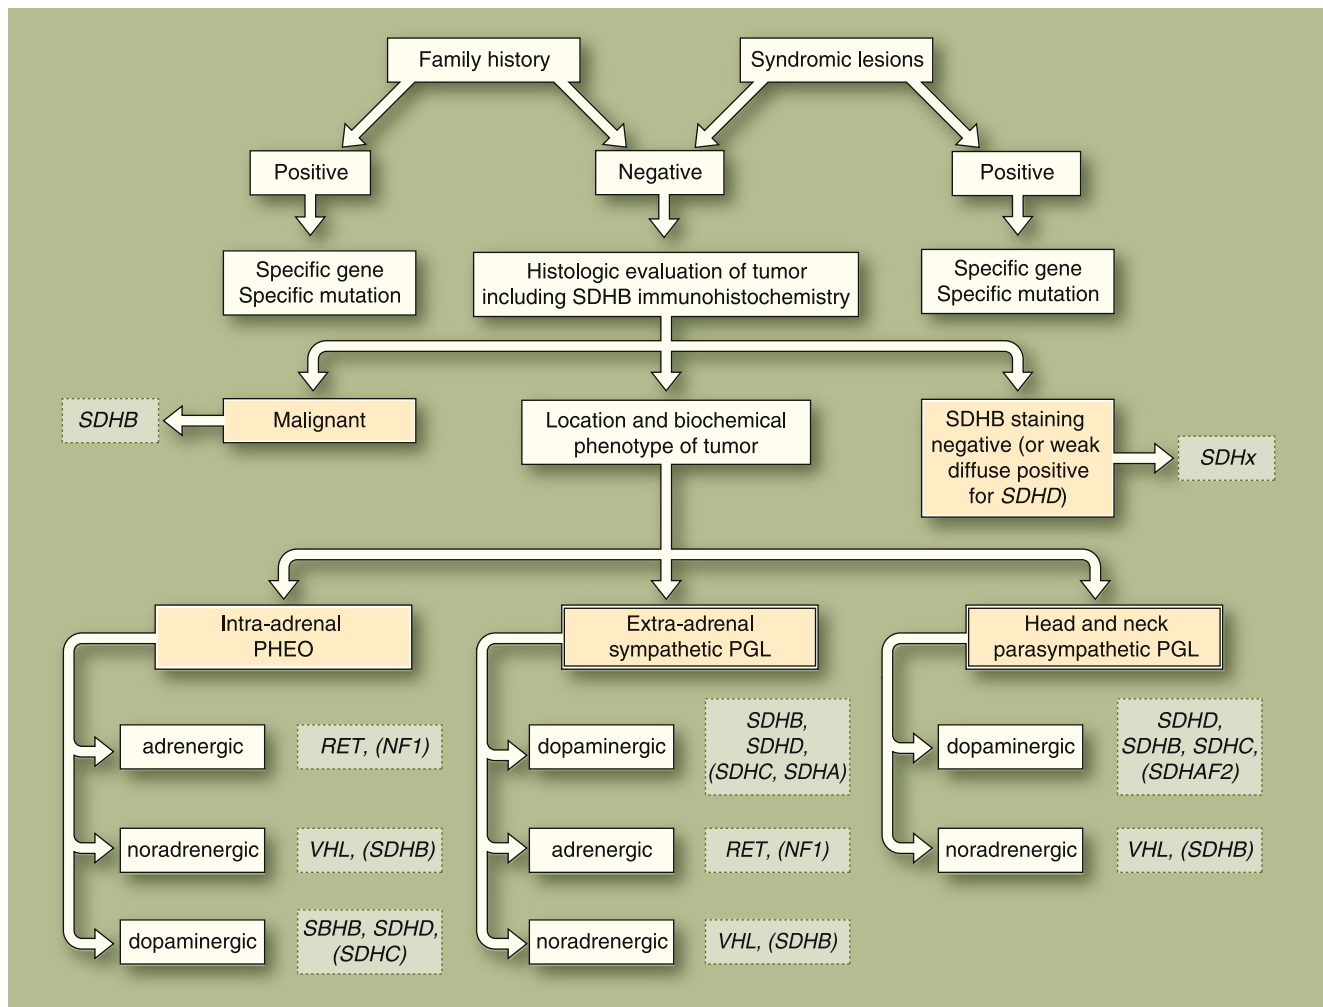 Family history
Syndromic lesions
Positive
Negative
Positive
Specific gene
Specific mutation
Histologic evaluation of tumor
including SDHB immunohistochemistry
Specific gene
Specific mutation
SDHB
Malignant
Location and biochemical
phenotype of tumor
SDHB staining
negative (or weak
diffuse positive
for SDHD)
SDHx
Intra-adrenal
PHEO
Extra-adrenal
sympathetic PGL
Head and neck
parasympathetic PGL
adrenergic
RET, (NF1)
noradrenergic
VHL, (SDHB)
dopaminergic
SBHB, SDHD,
(SDHC)
dopaminergic
SDHB,
SDHD,
(SDHC, SDHA)
adrenergic
RET, (NF1)
noradrenergic
VHL, (SDHB)
dopaminergic
SDHD,
SDHB, SDHC,
(SDHAF2)
noradrenergic
VHL, (SDHB)